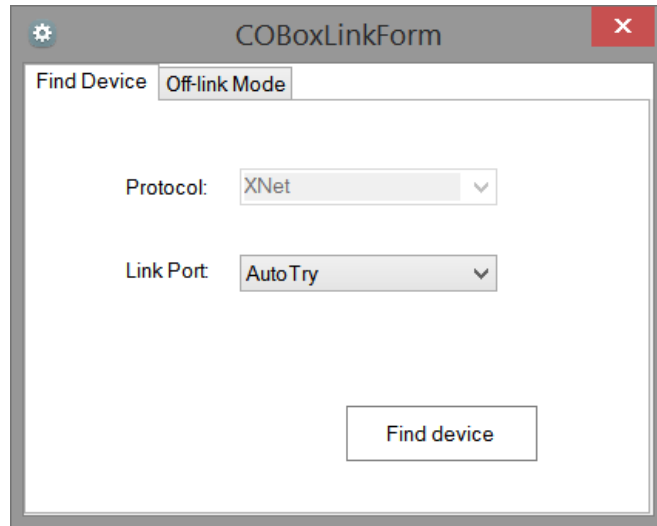 COBoxLinkForm
Find Device Off-link Mode
Protocol: XNet
Link Port: AutoTry
Find device